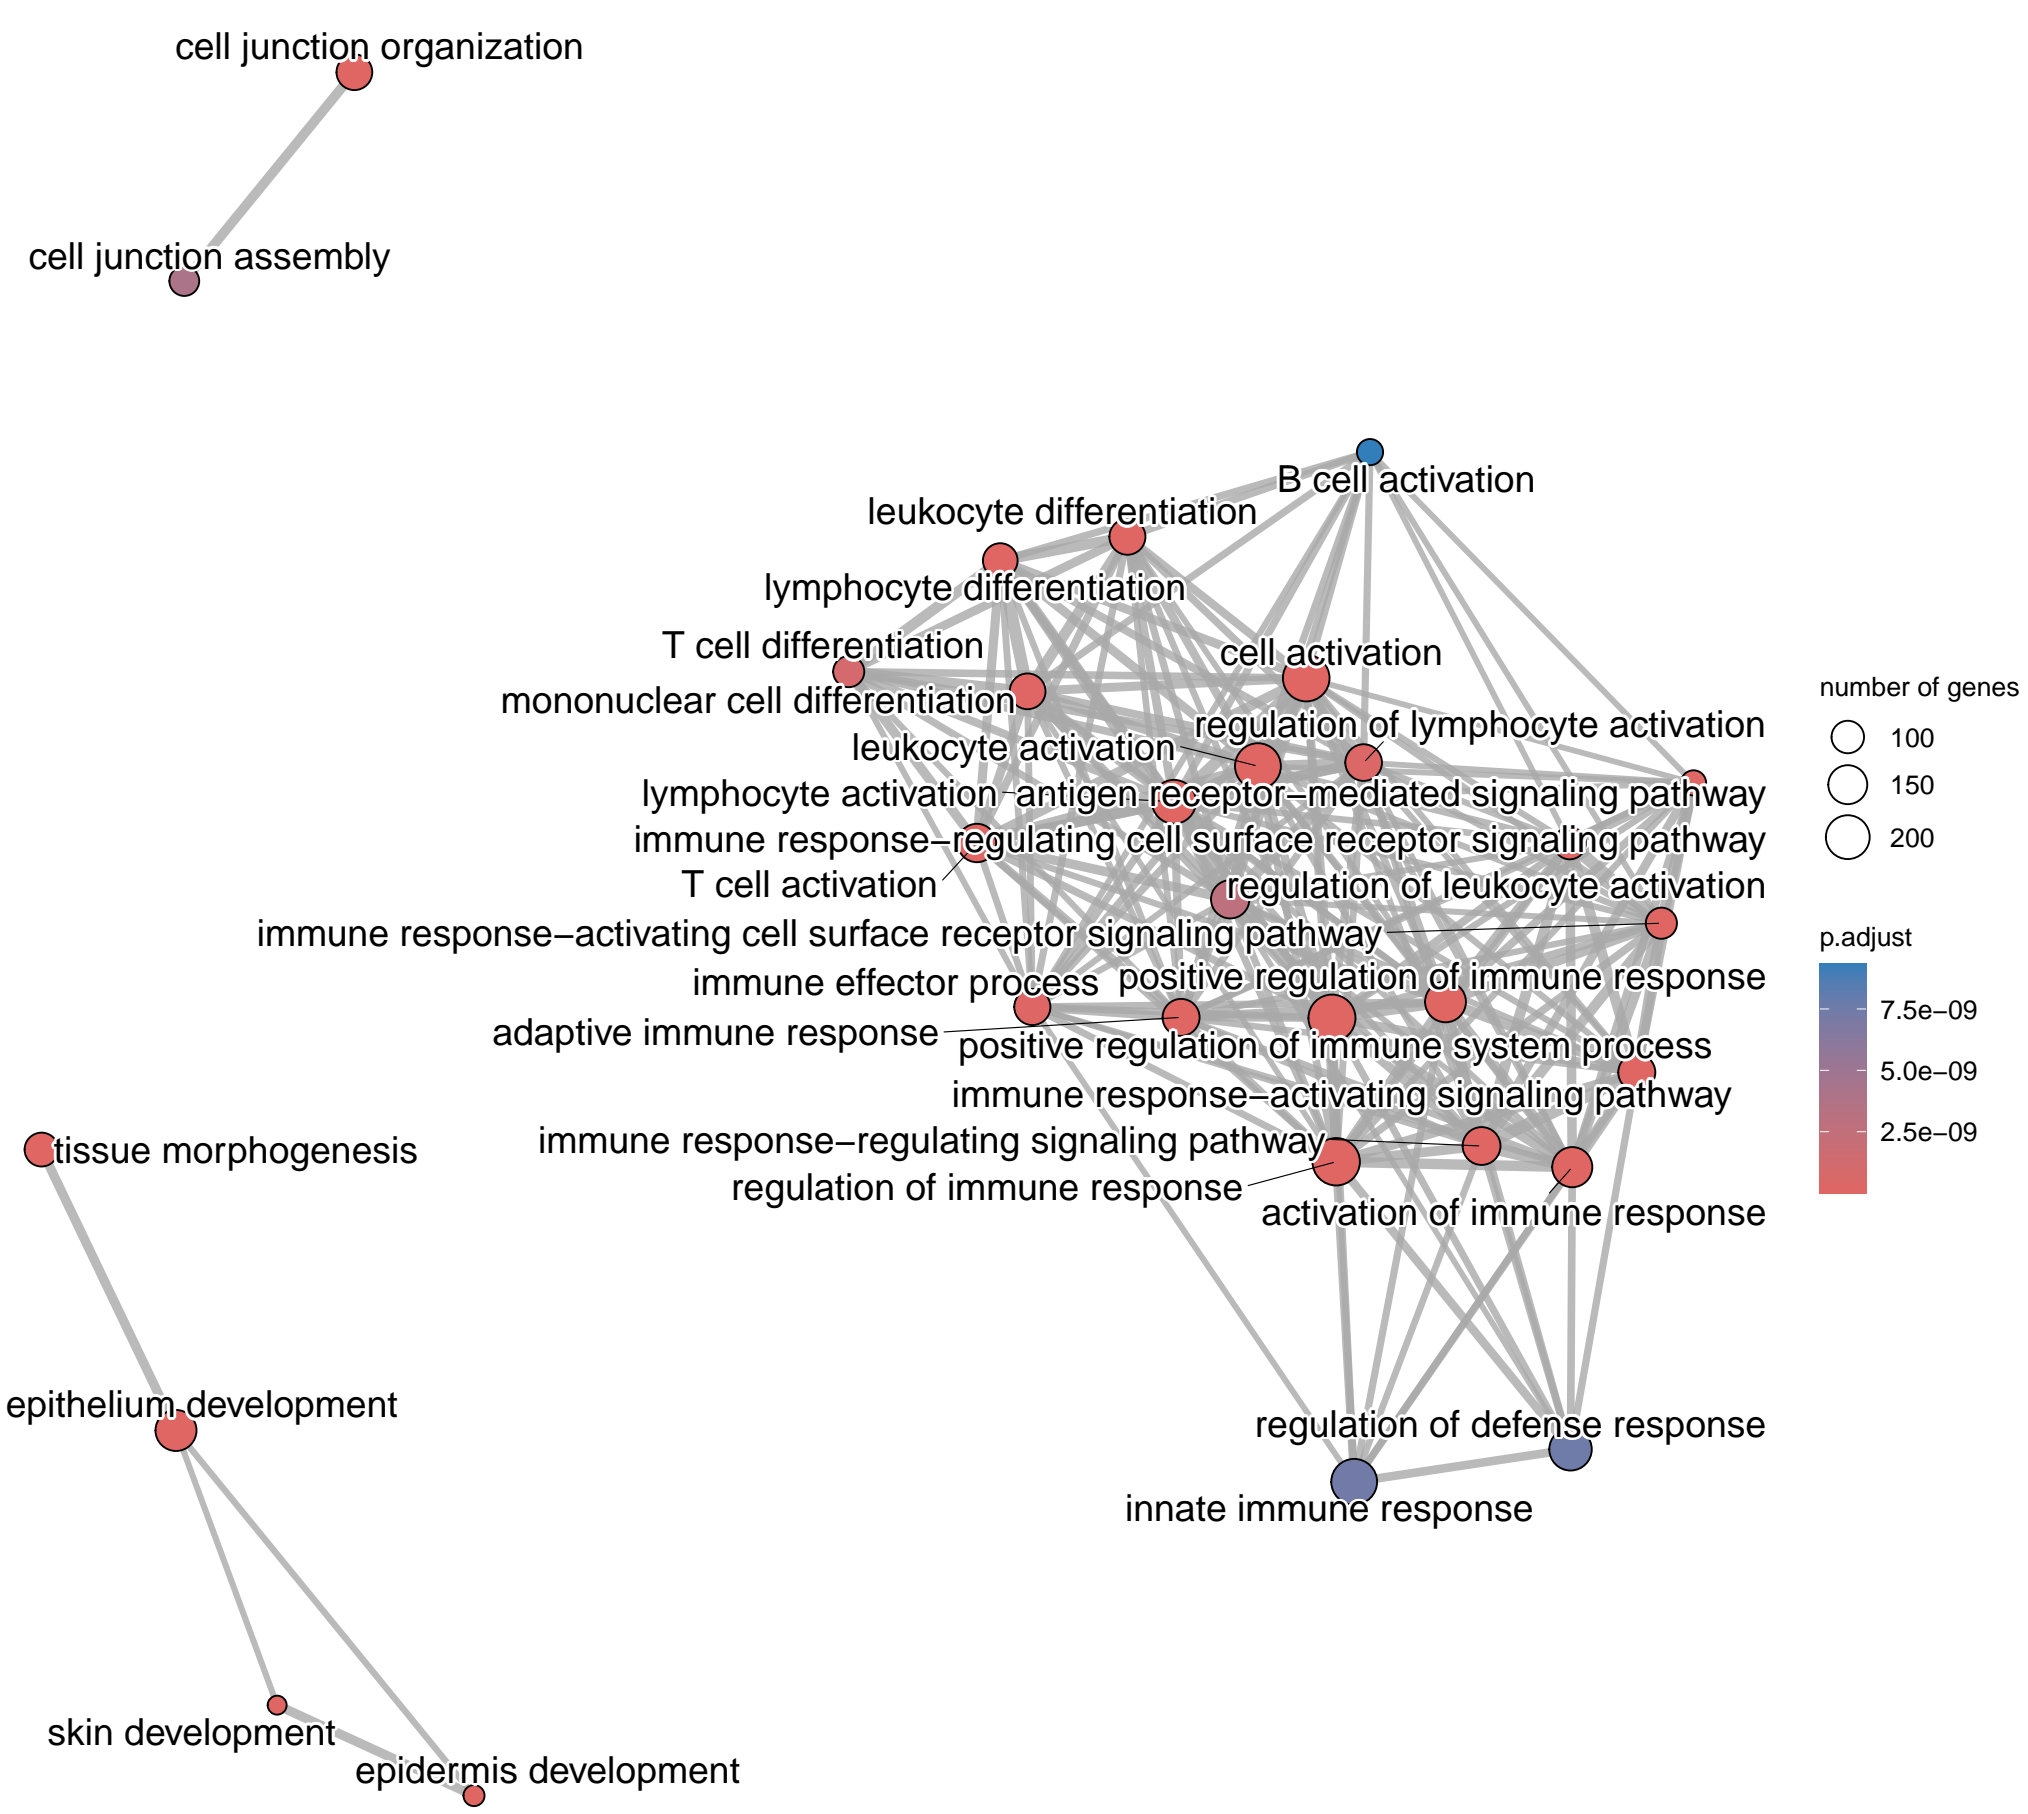 cell junction organization
cell junction assembly
B cell activation
leukocyte differentiation
lymphocyte differentiation
T cell differentiation
cell activation
mononuclear cell differentiation
regulation of lymphocyte activation
leukocyte activation
lymphocyte activation
antigen receptor−mediated signaling pathway
immune response−regulating cell surface receptor signaling pathway
T cell activation
regulation of leukocyte activation
immune response−activating cell surface receptor signaling pathway
immune effector process
positive regulation of immune response
adaptive immune response
positive regulation of immune system process
immune response−activating signaling pathway
immune response−regulating signaling pathway
regulation of immune response
activation of immune response
tissue morphogenesis
epithelium development
regulation of defense response
innate immune response
skin development
epidermis development
number of genes
100
150
200
p.adjust
7.5e−09
5.0e−09
2.5e−09